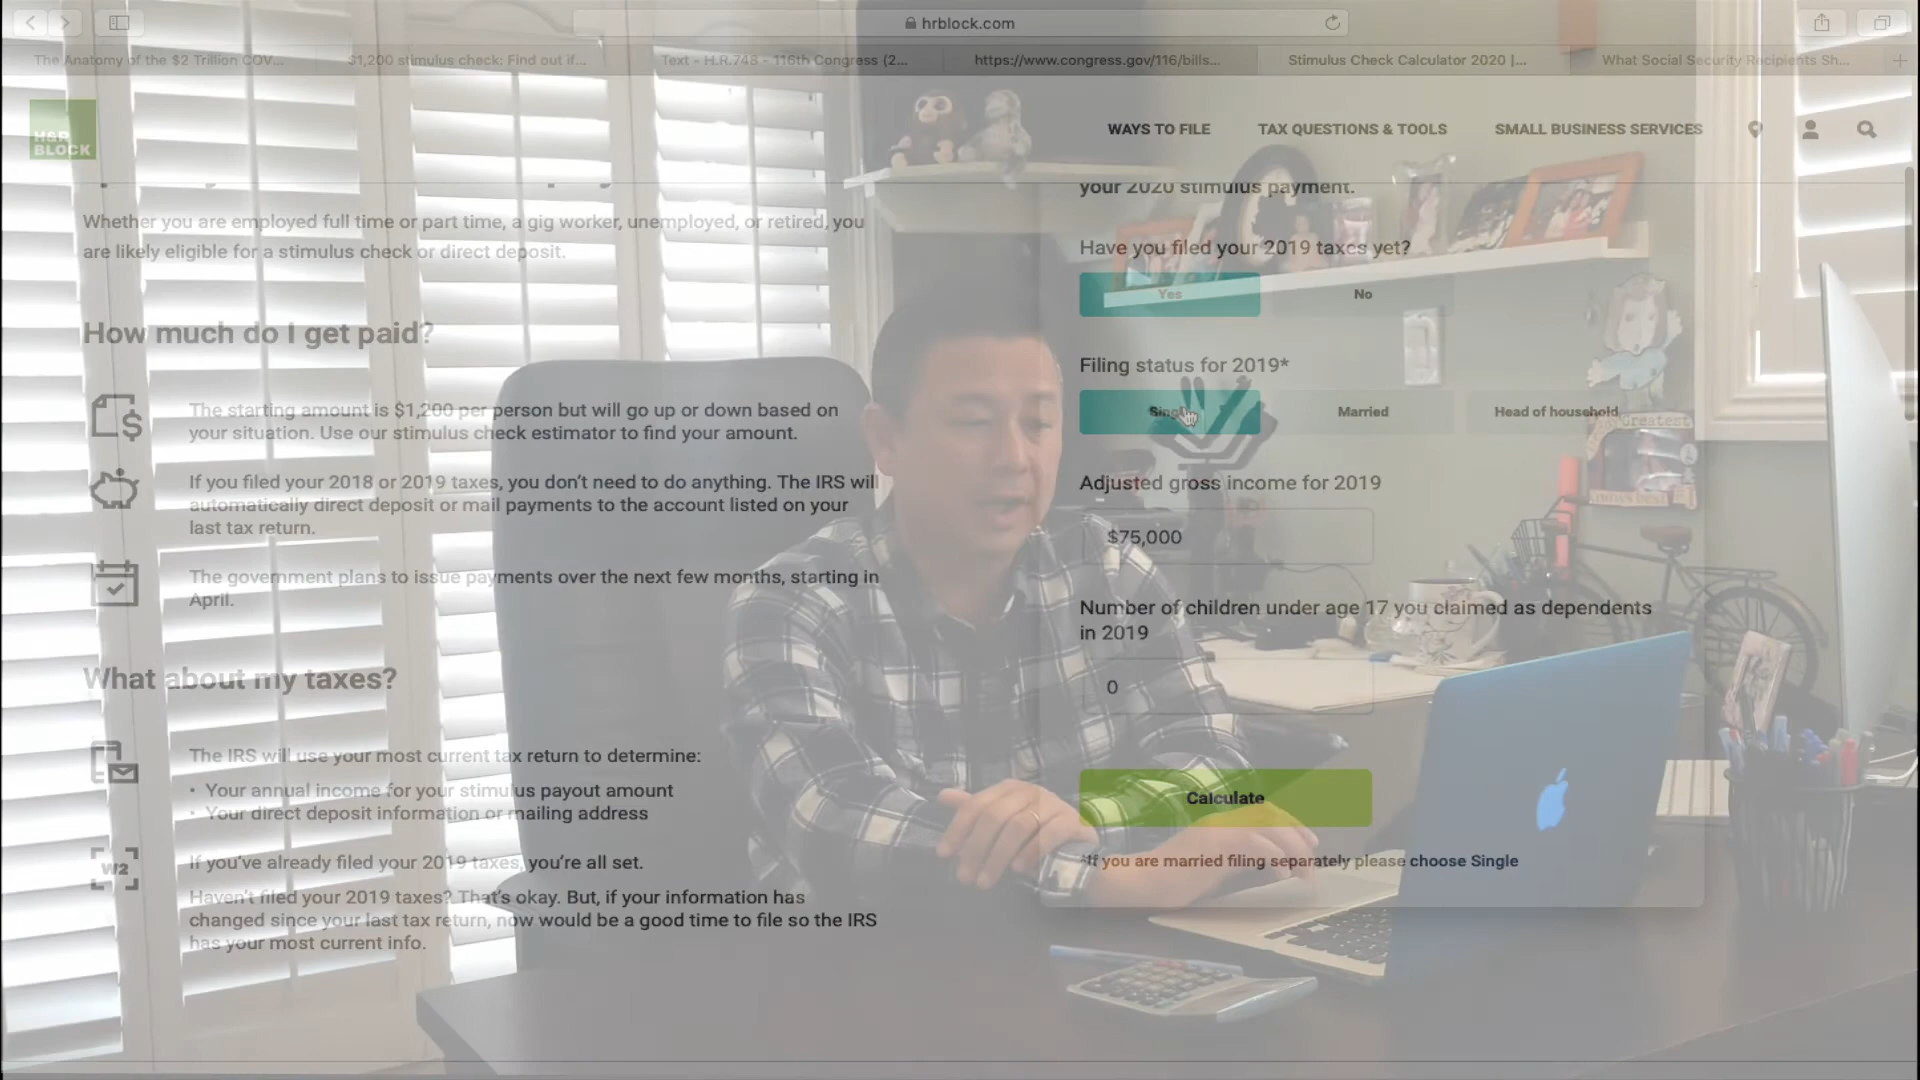 hrblock.com
The Anatomy of the $2 Trillion COV...
$1,200 stimulus check: Find out if...
Text - H.R.748 - 116th Congress (2...
https://www.congress.gov/116/bills...
Stimulus Check Calculator 2020 |...
What Social Security Recipients Sh...
H&R
BLOCK
WAYS TO FILE
TAX QUESTIONS & TOOLS
SMALL BUSINESS SERVICES
Whether you are employed full time or part time, a gig worker, unemployed, or retired, you
are likely eligible for a stimulus check or direct deposit.
How much do I get paid?
The starting amount is $1,200 per person but will go up or down based on
your situation. Use our stimulus check estimator to find your amount.
If you filed your 2018 or 2019 taxes, you don't need to do anything. The IRS will
automatically direct deposit or mail payments to the account listed on your
last tax return.
The government plans to issue payments over the next few months, starting in
April.
What about my taxes?
The IRS will use your most current tax return to determine:
• Your annual income for your stimulus payout amount
• Your direct deposit information or mailing address
W2
If you've already filed your 2019 taxes, you're all set.
Haven't filed your 2019 taxes? That's okay. But, if your information has
changed since your last tax return, now would be a good time to file so the IRS
has your most current info.
your 2020 stimulus payment.
Have you filed your 2019 taxes yet?
Yes
No
Filing status for 2019*
Single
Married
Head of household
Adjusted gross income for 2019
$75,000
Number of children under age 17 you claimed as dependents
in 2019
0
Calculate
*If you are married filing separately please choose Single
Greatest